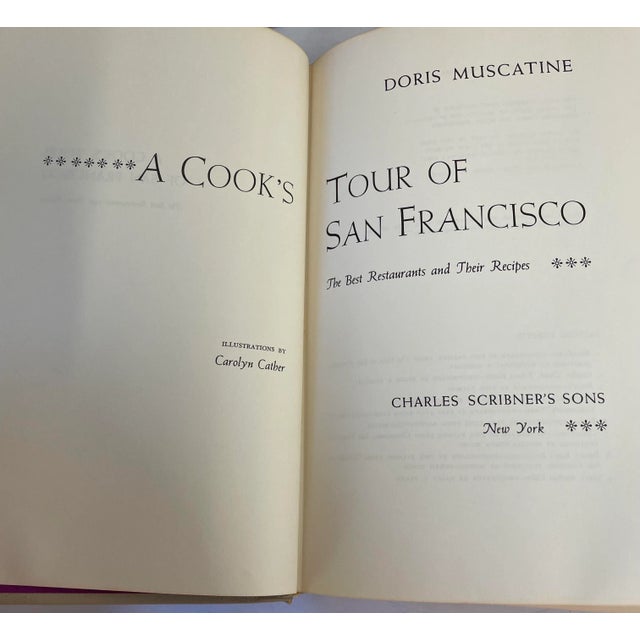 DORIS MUSCATINE
*******A COOK'S TOUR OF
SAN FRANCISCO
The Best Restaurants and Their Recipes ***
ILLUSTRATIONS BY
Carolyn Cather
CHARLES SCRIBNER'S SONS
New York ***